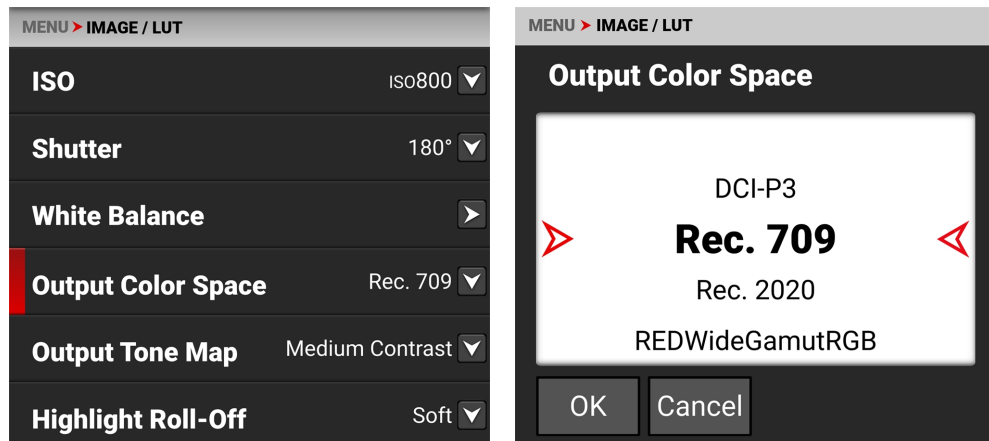 MENU IMAGE / LUT
ISO ISO800
Shutter 180°
White Balance
Output Color Space Rec. 709
Output Tone Map Medium Contrast
Highlight Roll-Off Soft
MENU IMAGE / LUT
Output Color Space
DCI-P3
Rec. 709
Rec. 2020
REDWideGamutRGB
OK Cancel